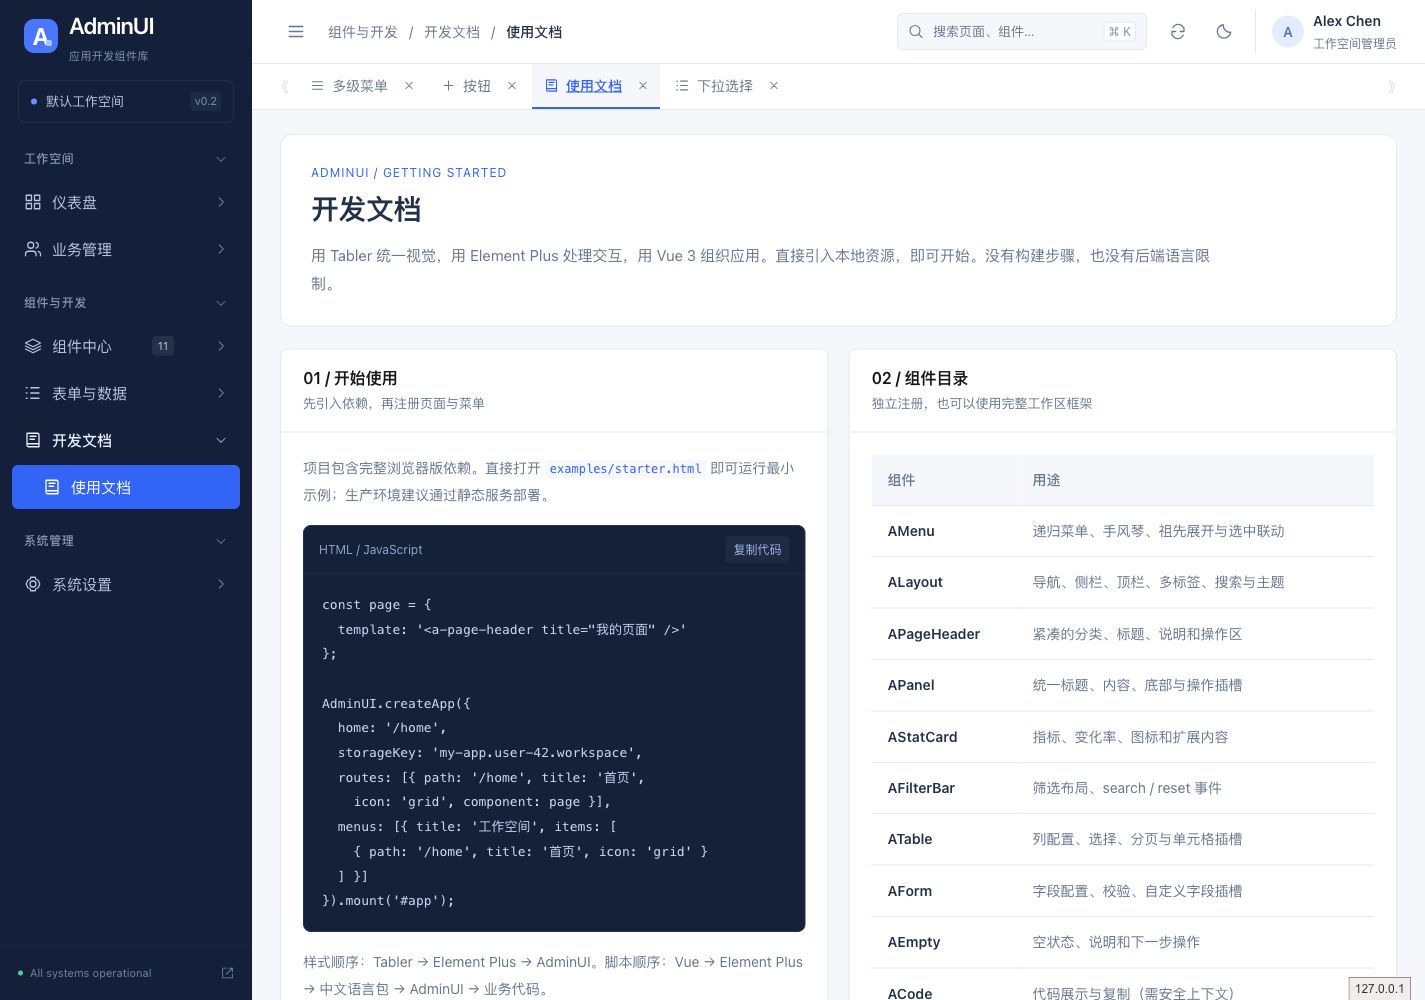 A AdminUI
应用开发组件库
默认工作空间 v0.2
工作空间
仪表盘
业务管理
组件与开发
组件中心 11
表单与数据
开发文档
使用文档
系统管理
系统设置
All systems operational
组件与开发 / 开发文档 / 使用文档
搜索页面、组件... ⌘ K
A Alex Chen
工作空间管理员
多级菜单 × 按钮 × 使用文档 × 下拉选择 ×
ADMINUI / GETTING STARTED
开发文档
用 Tabler 统一视觉，用 Element Plus 处理交互，用 Vue 3 组织应用。直接引入本地资源，即可开始。没有构建步骤，也没有后端语言限
制。
01 / 开始使用
先引入依赖，再注册页面与菜单
项目包含完整浏览器版依赖。直接打开 examples/starter.html 即可运行最小
示例；生产环境建议通过静态服务部署。
HTML / JavaScript 复制代码
const page = {
  template: '<a-page-header title="我的页面" />'
};

AdminUI.createApp({
  home: '/home',
  storageKey: 'my-app.user-42.workspace',
  routes: [{ path: '/home', title: '首页',
    icon: 'grid', component: page }],
  menus: [{ title: '工作空间', items: [
    { path: '/home', title: '首页', icon: 'grid' }
  ] }]
}).mount('#app');
样式顺序：Tabler → Element Plus → AdminUI。脚本顺序：Vue → Element Plus
→ 中文语言包 → AdminUI → 业务代码。
02 / 组件目录
独立注册，也可以使用完整工作区框架
组件 用途
AMenu 递归菜单、手风琴、祖先展开与选中联动
ALayout 导航、侧栏、顶栏、多标签、搜索与主题
APageHeader 紧凑的分类、标题、说明和操作区
APanel 统一标题、内容、底部与操作插槽
AStatCard 指标、变化率、图标和扩展内容
AFilterBar 筛选布局、search / reset 事件
ATable 列配置、选择、分页与单元格插槽
AForm 字段配置、校验、自定义字段插槽
AEmpty 空状态、说明和下一步操作
ACode 代码展示与复制（需安全上下文）
127.0.0.1